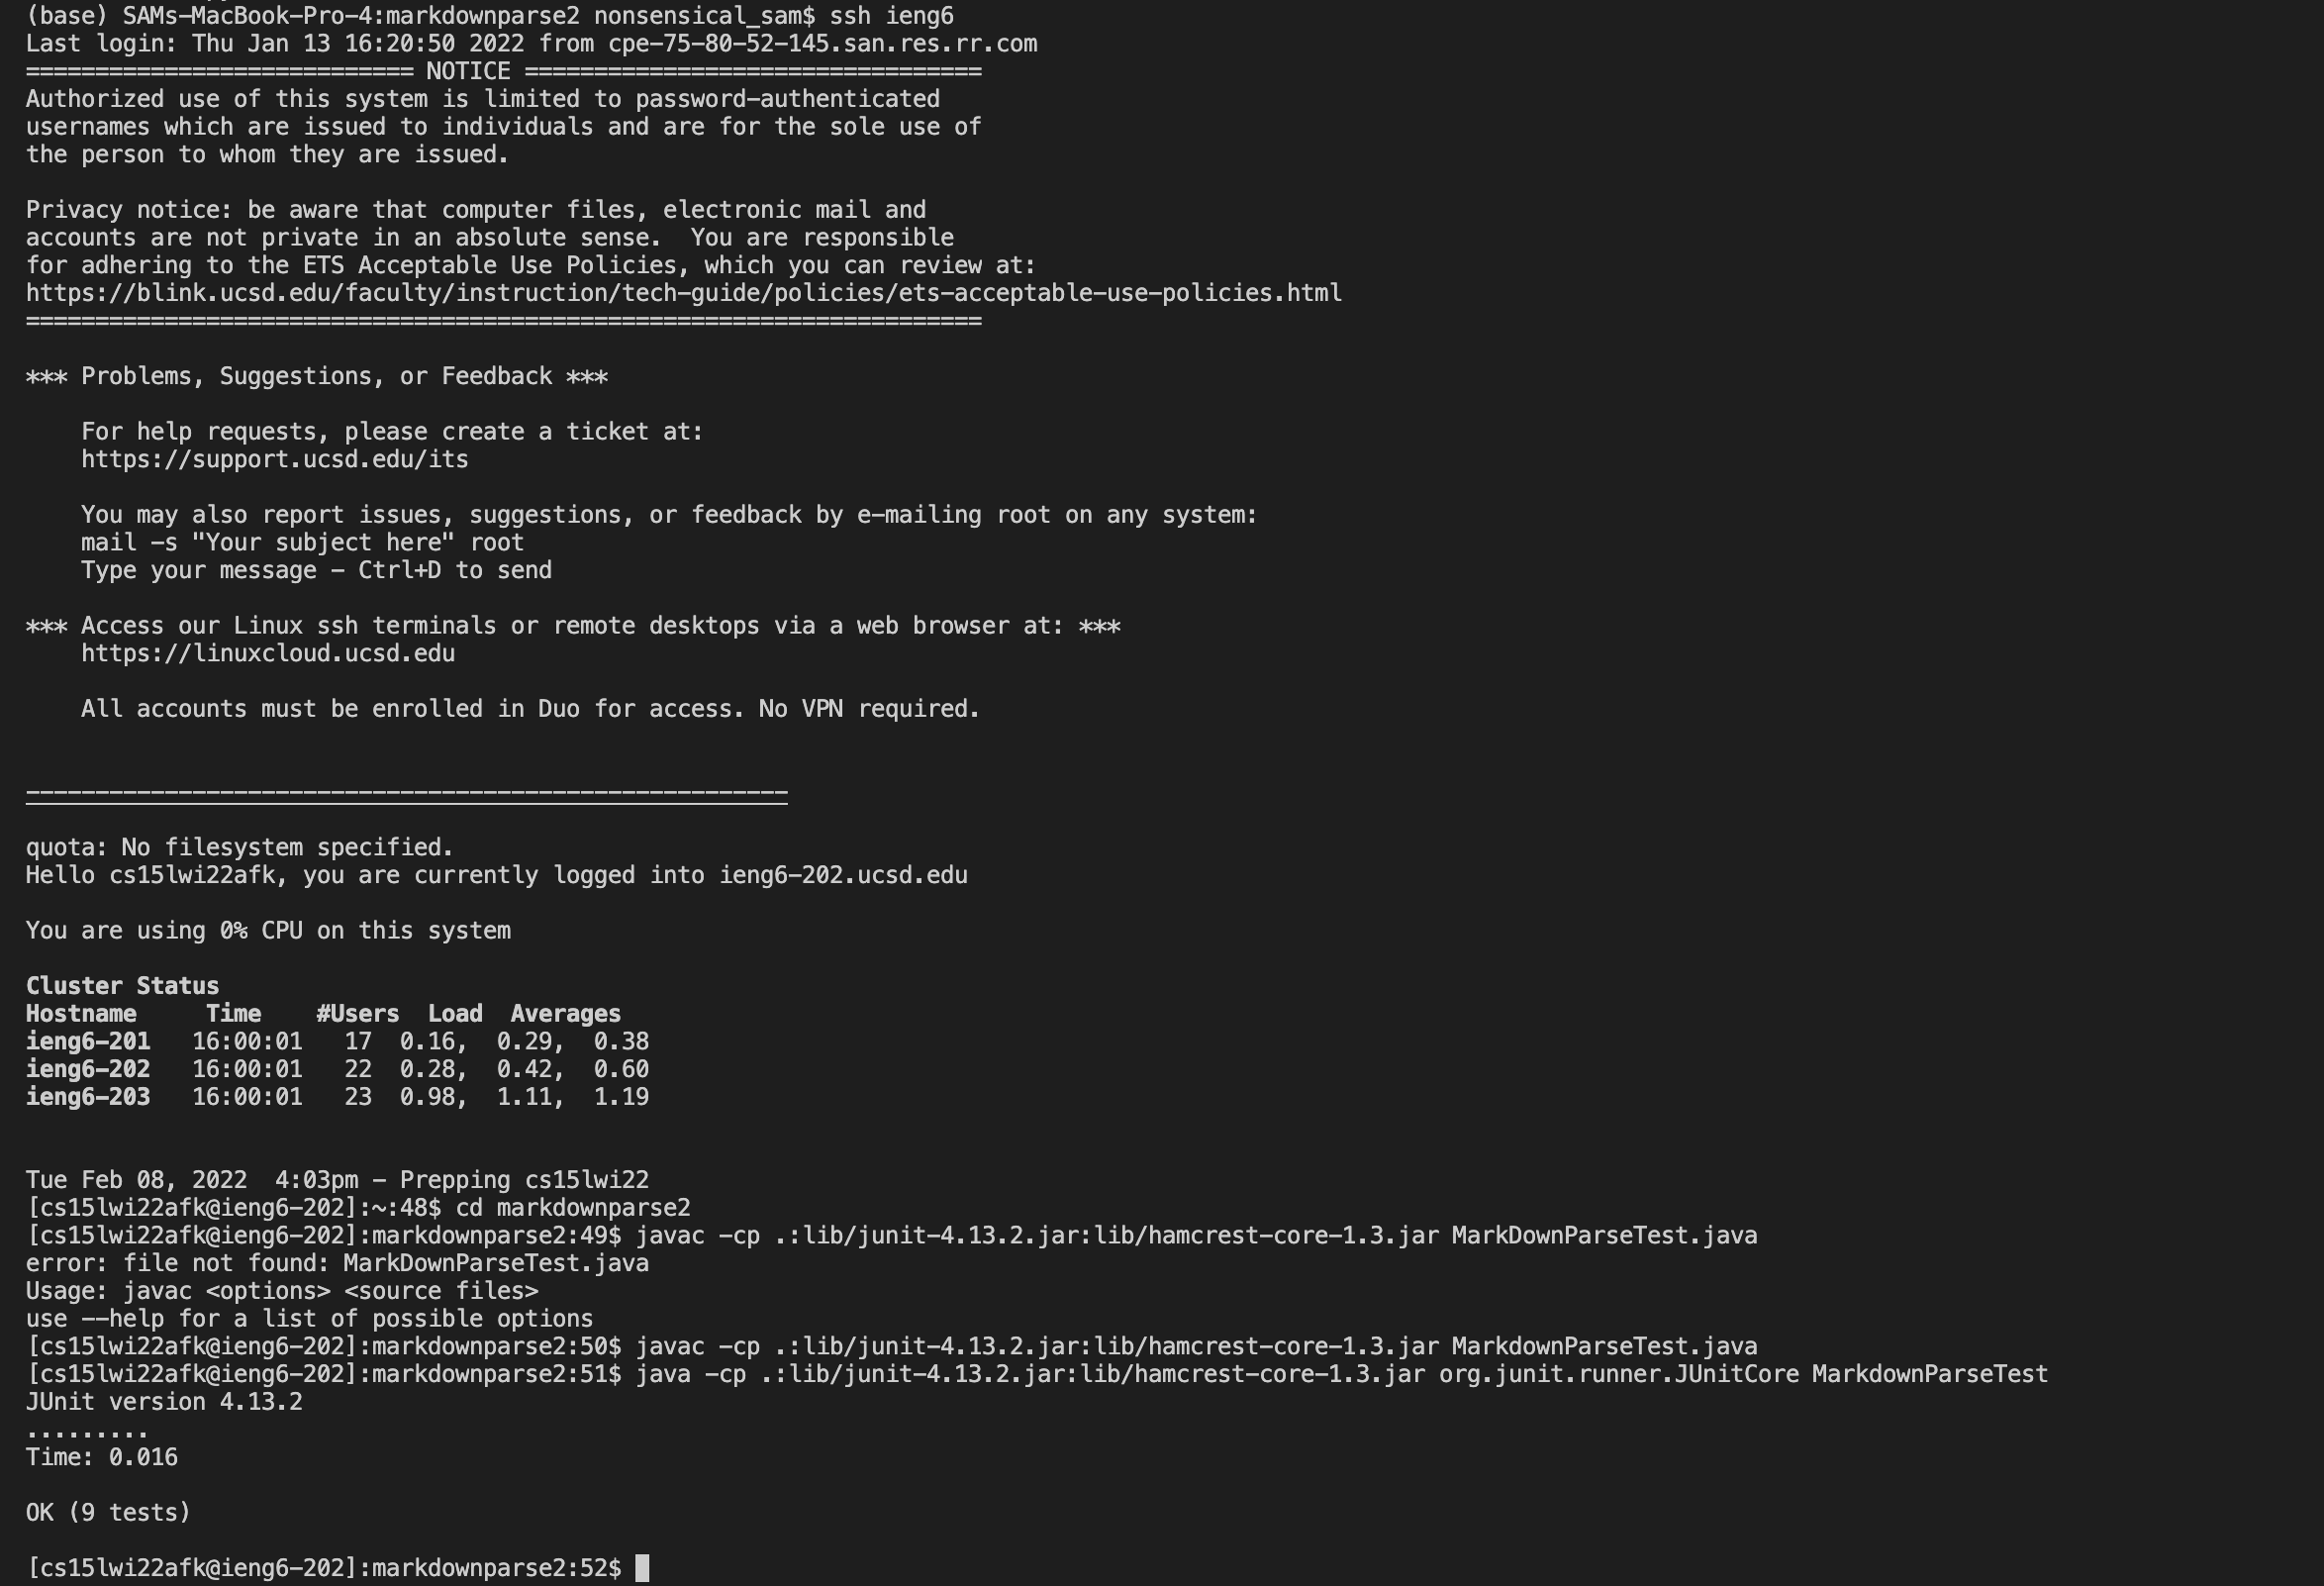 (base) SAMs-MacBook-Pro-4:markdownparse2 nonsensical_sam$ ssh ieng6
Last login: Thu Jan 13 16:20:50 2022 from cpe-75-80-52-145.san.res.rr.com
============================ NOTICE =================================
Authorized use of this system is limited to password-authenticated
usernames which are issued to individuals and are for the sole use of
the person to whom they are issued.

Privacy notice: be aware that computer files, electronic mail and
accounts are not private in an absolute sense.  You are responsible
for adhering to the ETS Acceptable Use Policies, which you can review at:
https://blink.ucsd.edu/faculty/instruction/tech-guide/policies/ets-acceptable-use-policies.html
=====================================================================

*** Problems, Suggestions, or Feedback ***

    For help requests, please create a ticket at:
    https://support.ucsd.edu/its

    You may also report issues, suggestions, or feedback by e-mailing root on any system:
    mail -s "Your subject here" root
    Type your message - Ctrl+D to send

*** Access our Linux ssh terminals or remote desktops via a web browser at: ***
    https://linuxcloud.ucsd.edu

    All accounts must be enrolled in Duo for access. No VPN required.

quota: No filesystem specified.
Hello cs15lwi22afk, you are currently logged into ieng6-202.ucsd.edu

You are using 0% CPU on this system

Cluster Status
Hostname     Time    #Users  Load  Averages
ieng6-201   16:00:01   17  0.16,  0.29,  0.38
ieng6-202   16:00:01   22  0.28,  0.42,  0.60
ieng6-203   16:00:01   23  0.98,  1.11,  1.19

Tue Feb 08, 2022  4:03pm - Prepping cs15lwi22
[cs15lwi22afk@ieng6-202]:~:48$ cd markdownparse2
[cs15lwi22afk@ieng6-202]:markdownparse2:49$ javac -cp .:lib/junit-4.13.2.jar:lib/hamcrest-core-1.3.jar MarkDownParseTest.java
error: file not found: MarkDownParseTest.java
Usage: javac <options> <source files>
use --help for a list of possible options
[cs15lwi22afk@ieng6-202]:markdownparse2:50$ javac -cp .:lib/junit-4.13.2.jar:lib/hamcrest-core-1.3.jar MarkdownParseTest.java
[cs15lwi22afk@ieng6-202]:markdownparse2:51$ java -cp .:lib/junit-4.13.2.jar:lib/hamcrest-core-1.3.jar org.junit.runner.JUnitCore MarkdownParseTest
JUnit version 4.13.2
.........
Time: 0.016

OK (9 tests)

[cs15lwi22afk@ieng6-202]:markdownparse2:52$